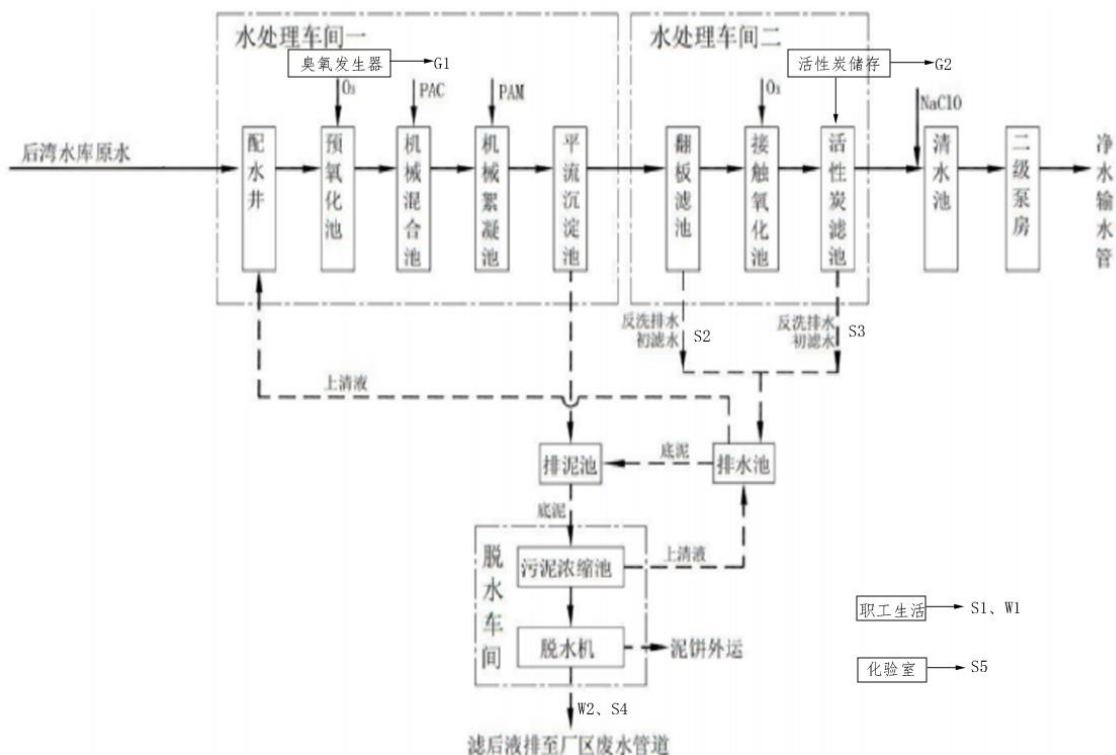 水处理车间一
水处理车间二
臭氧发生器
G1
活性炭储存
G2
O₃
PAC
PAM
O₃
NaClO
后湾水库原水
配水井
预氧化池
机械混合池
机械絮凝池
平流沉淀池
翻板滤池
接触氧化池
活性炭滤池
清水池
二级泵房
净水输水管
反洗排水
初滤水
S2
反洗排水
初滤水
S3
上清液
排泥池
底泥
排水池
底泥
脱水车间
污泥浓缩池
上清液
脱水机
泥饼外运
职工生活
S1、W1
化验室
S5
W2、S4
滤后液排至厂区废水管道